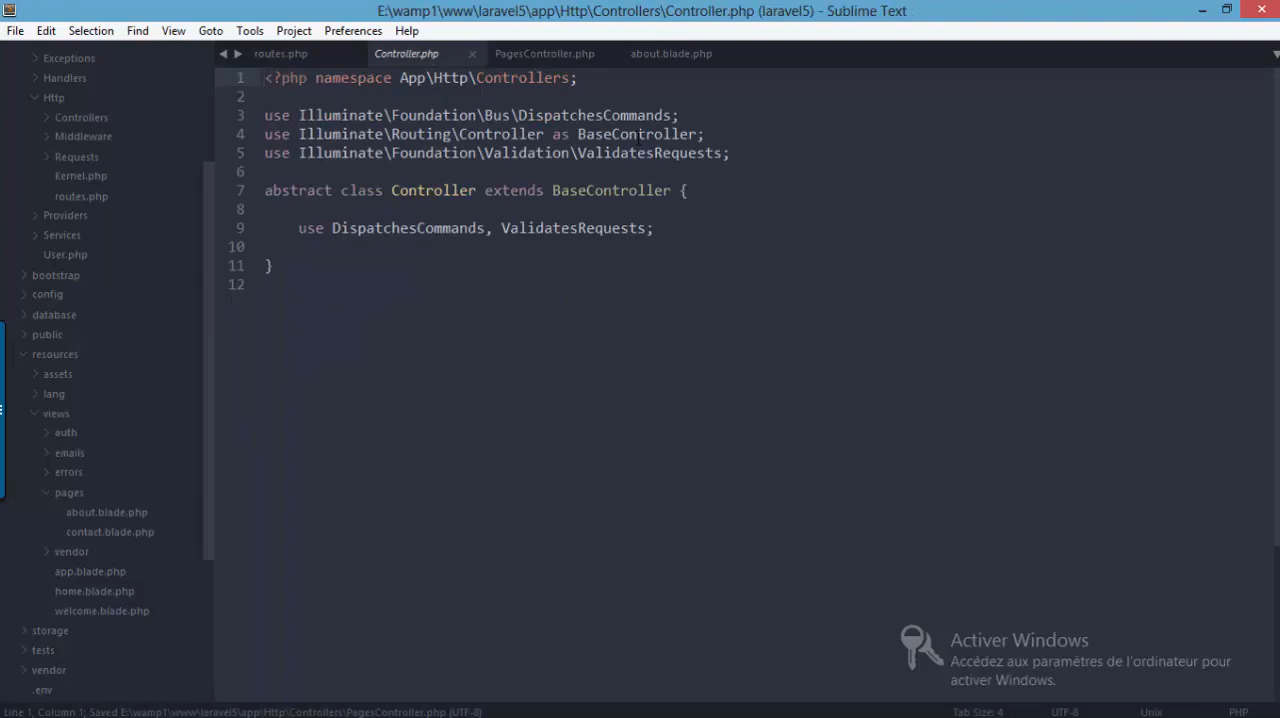 E:\wamp1\www\laravel5\app\Http\Controllers\Controller.php (laravel5) - Sublime Text
File Edit Selection Find View Goto Tools Project Preferences Help
routes.php Controller.php PagesController.php about.blade.php
Exceptions
Handlers
Http
Controllers
Middleware
Requests
Kernel.php
routes.php
Providers
Services
User.php
bootstrap
config
database
public
resources
assets
lang
views
auth
emails
errors
pages
about.blade.php
contact.blade.php
vendor
app.blade.php
home.blade.php
welcome.blade.php
storage
tests
vendor
.env
1 <?php namespace App\Http\Controllers;
2
3 use Illuminate\Foundation\Bus\DispatchesCommands;
4 use Illuminate\Routing\Controller as BaseController;
5 use Illuminate\Foundation\Validation\ValidatesRequests;
6
7 abstract class Controller extends BaseController {
8
9 use DispatchesCommands, ValidatesRequests;
10
11 }
12
Activer Windows
Accédez aux paramètres de l'ordinateur pour
activer Windows.
Line 1, Column 1; Saved E:\wamp1\www\laravel5\app\Http\Controllers\PagesController.php (UTF-8) Tab Size: 4 UTF-8 Unix PHP